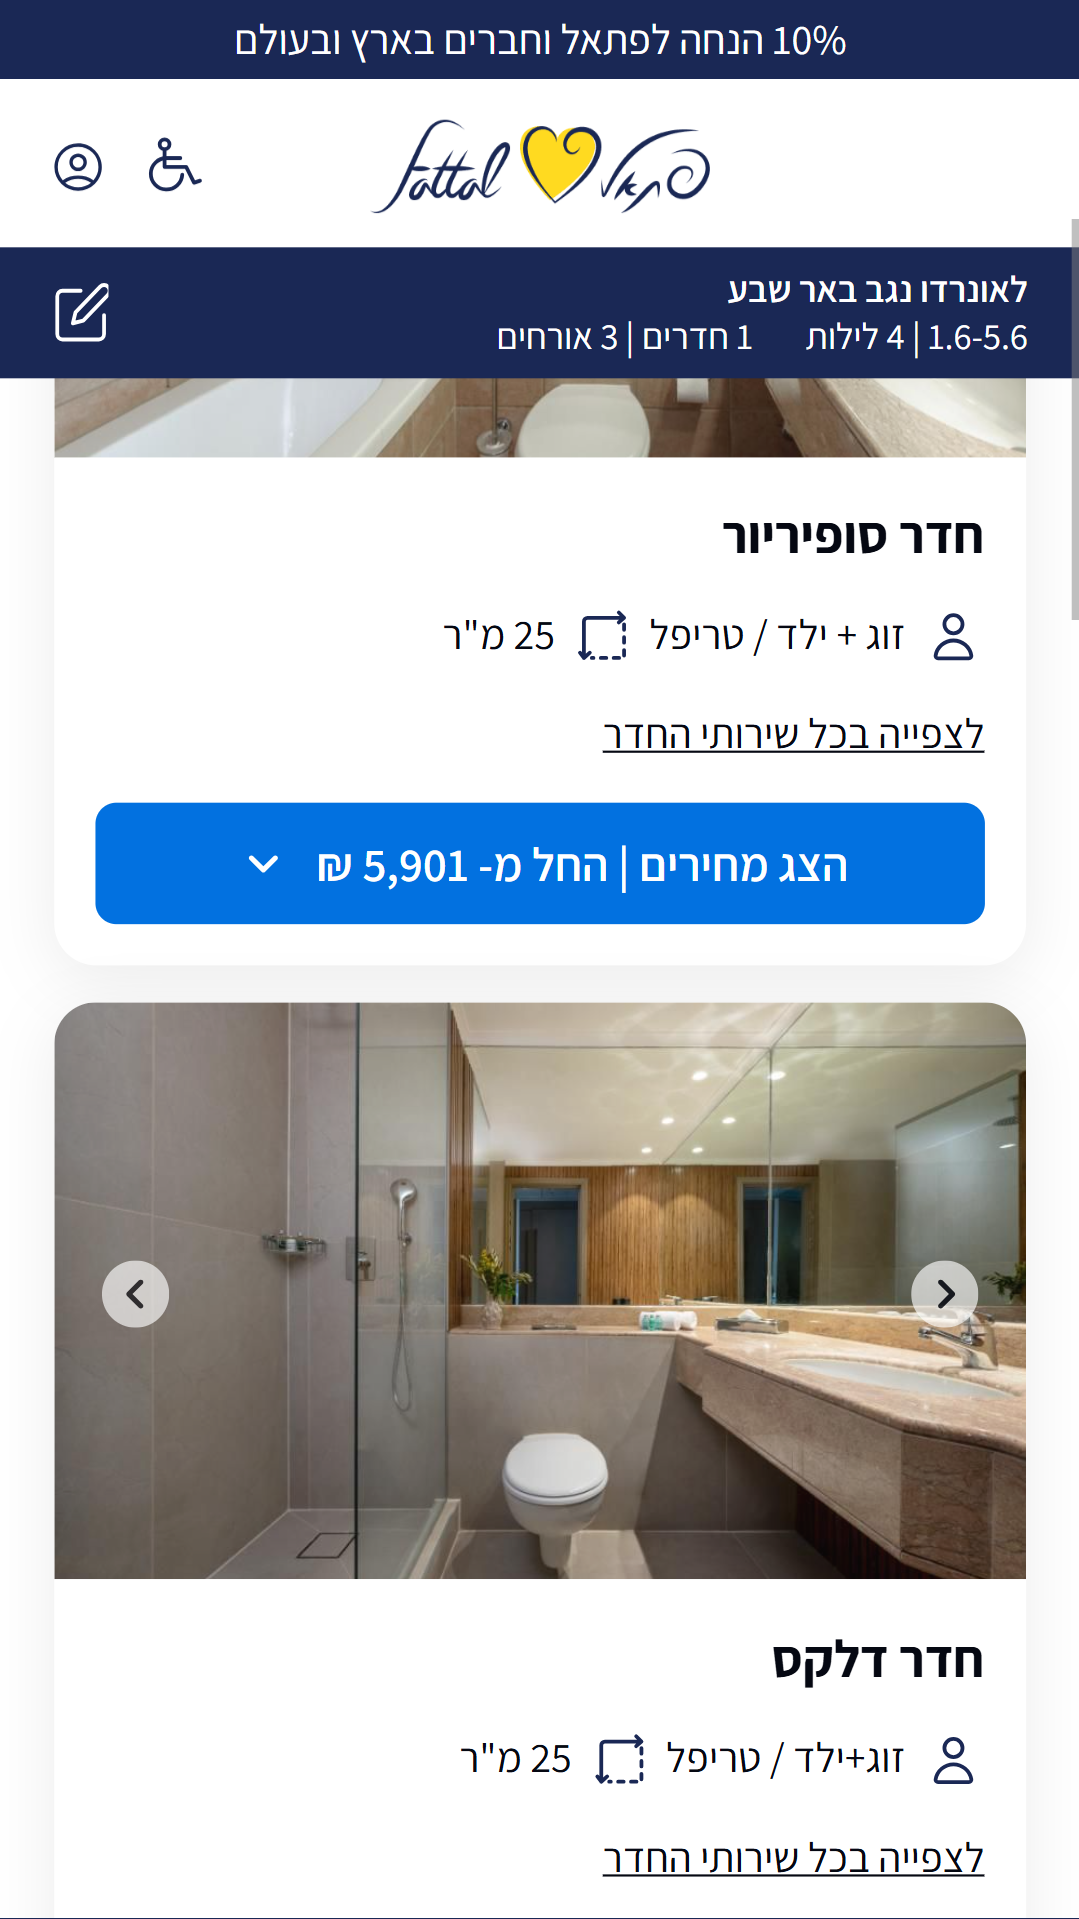 10% הנחה לפתאל וחברים בארץ ובעולם
פתאל fattal
לאונרדו נגב באר שבע
1.6-5.6 | 4 לילות 1 חדרים | 3 אורחים
חדר סופיריור
זוג + ילד / טריפל 25 מ"ר
לצפייה בכל שירותי החדר
הצג מחירים | החל מ- 5,901 ₪
חדר דלקס
זוג+ילד / טריפל 25 מ"ר
לצפייה בכל שירותי החדר